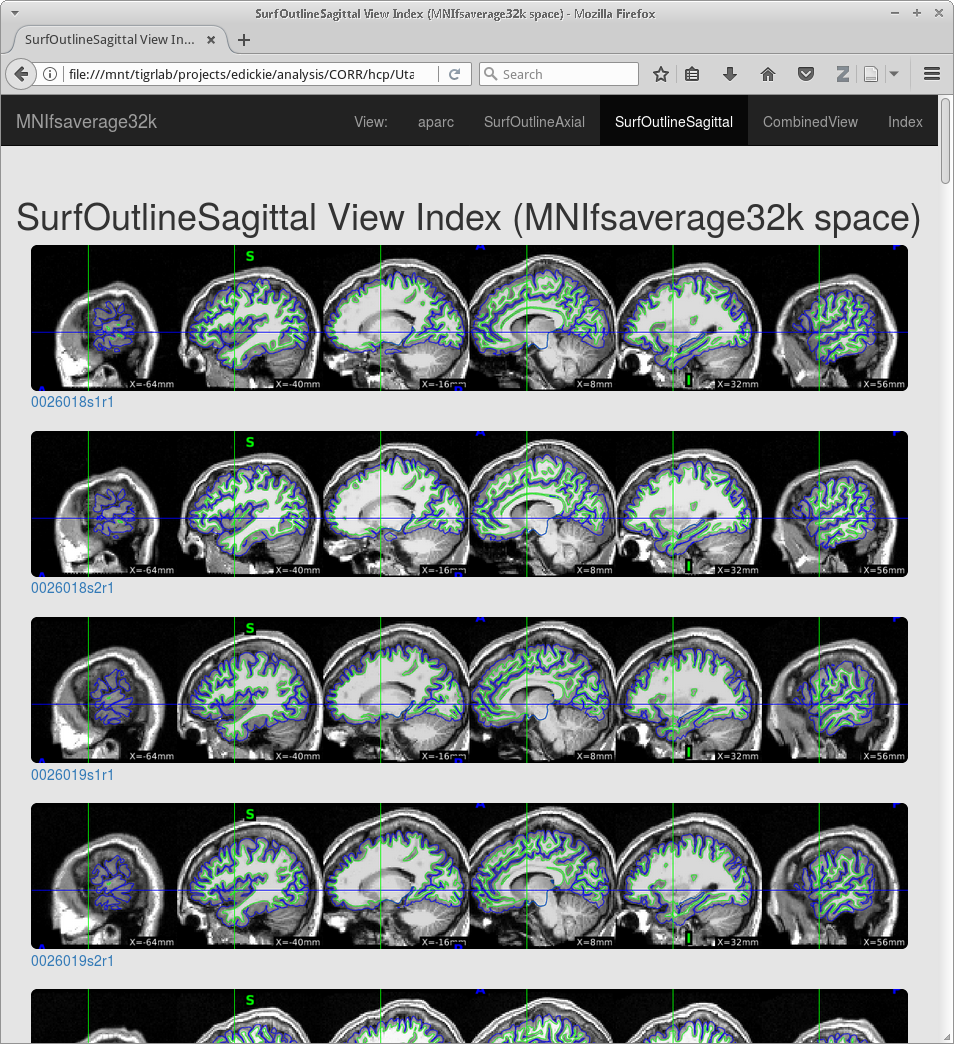 SurfOutlineSagittal View Index (MNIfsaverage32k space) - Mozilla Firefox
SurfOutlineSagittal View In...
file:///mnt/tigrlab/projects/edickie/analysis/CORR/hcp/Uta
Search
MNIfsaverage32k
View:
aparc
SurfOutlineAxial
SurfOutlineSagittal
CombinedView
Index
SurfOutlineSagittal View Index (MNIfsaverage32k space)
S
I
X=-64mm X=-40mm X=-16mm X=8mm X=32mm X=56mm
0026018s1r1
S
I
X=-64mm X=-40mm X=-16mm X=8mm X=32mm X=56mm
0026018s2r1
S
I
X=-64mm X=-40mm X=-16mm X=8mm X=32mm X=56mm
0026019s1r1
S
I
X=-64mm X=-40mm X=-16mm X=8mm X=32mm X=56mm
0026019s2r1
S